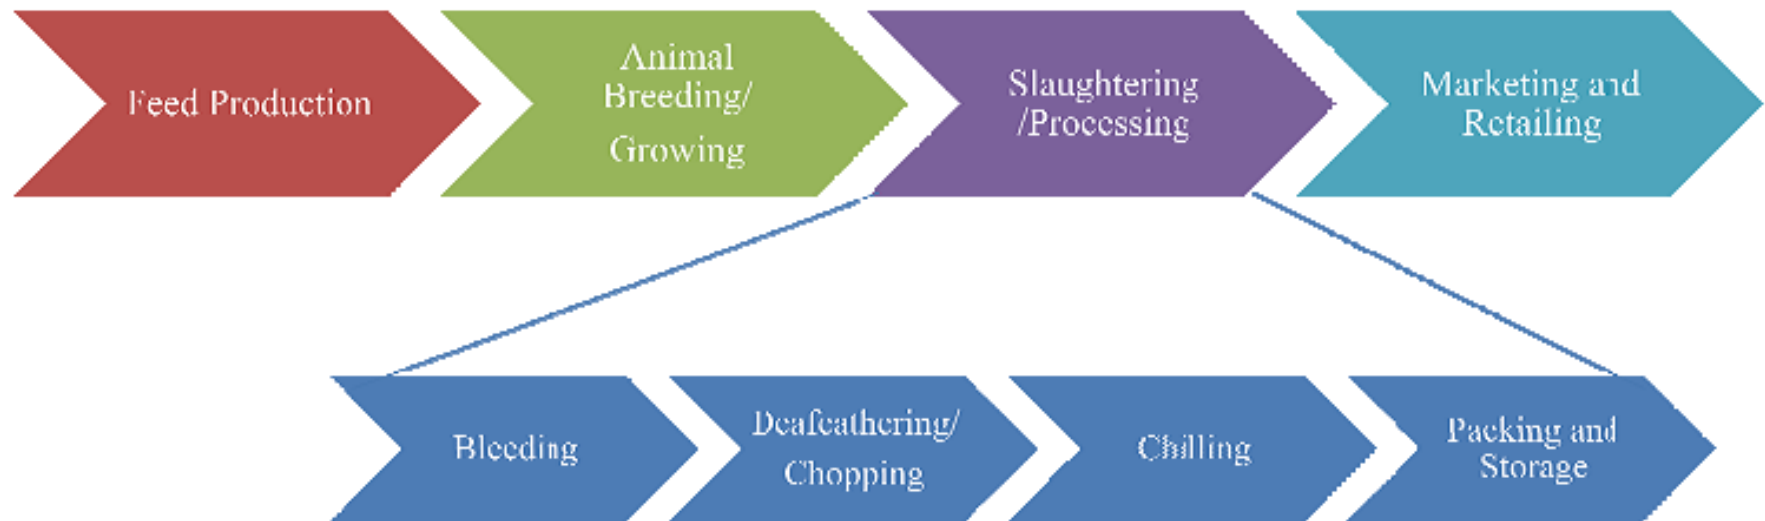 Feed Production
Animal
Breeding/
Growing
Slaughtering
/Processing
Marketing and
Retailing
Bleeding
Deafeathering/
Chopping
Chilling
Packing and
Storage